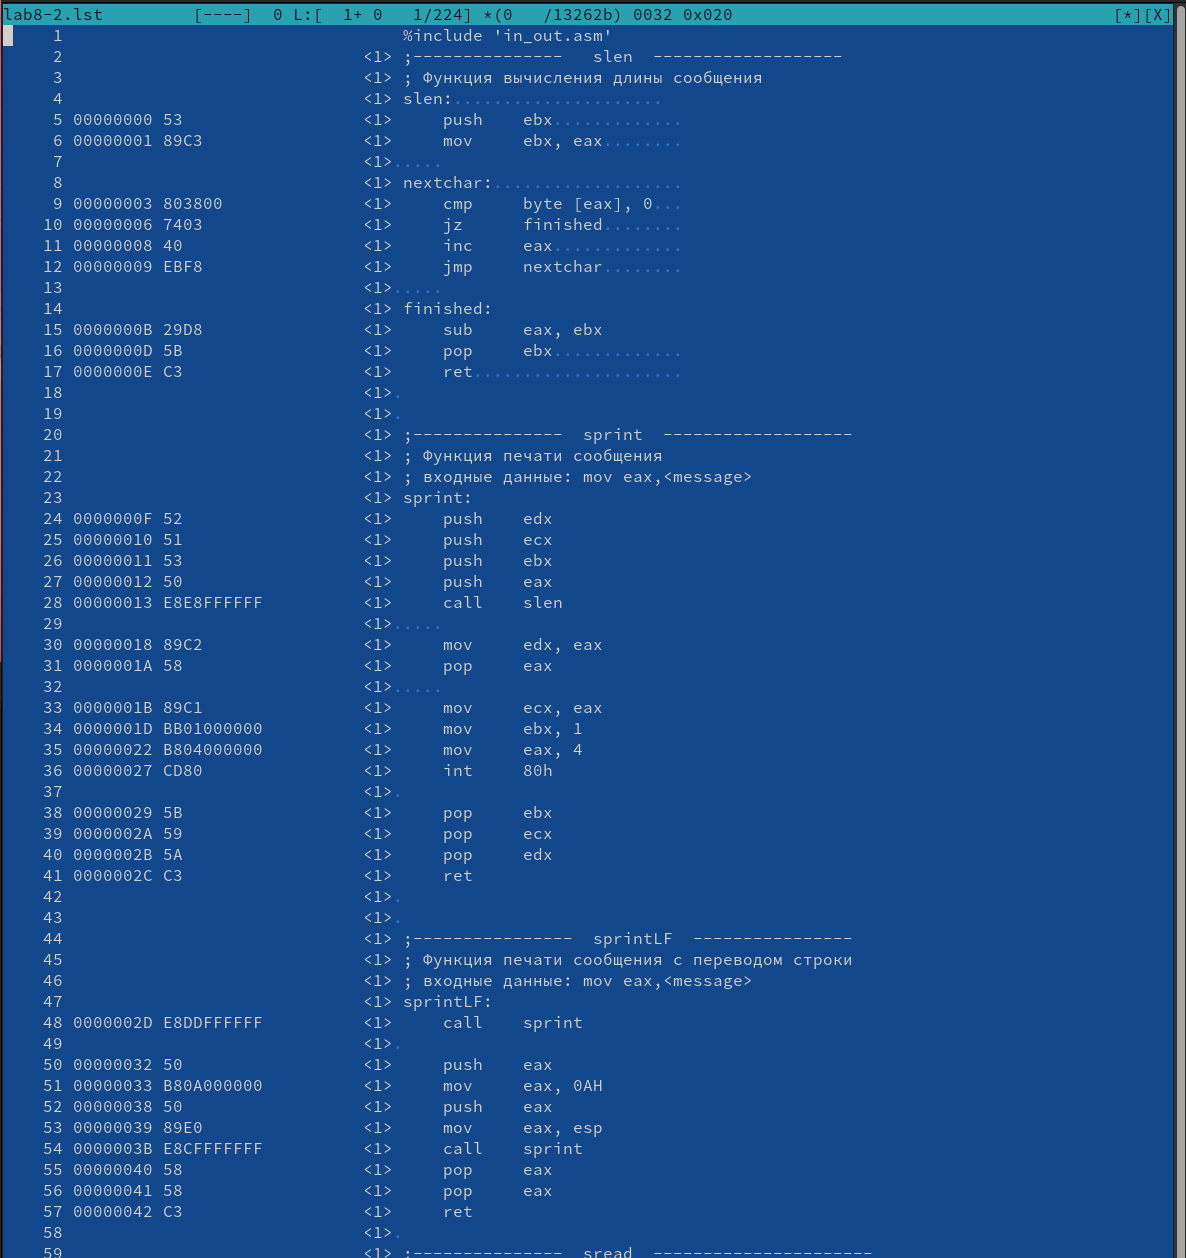 lab8-2.lst [----] 0 L:[ 1+ 0 1/224] *(0 /13262b) 0032 0x020 [*][X]
1 %include 'in_out.asm'
2 <1> ;--------------- slen -------------------
3 <1> ; Функция вычисления длины сообщения
4 <1> slen:.....................
5 00000000 53 <1> push ebx.............
6 00000001 89C3 <1> mov ebx, eax........
7 <1>.....
8 <1> nextchar:...................
9 00000003 803800 <1> cmp byte [eax], 0...
10 00000006 7403 <1> jz finished........
11 00000008 40 <1> inc eax.............
12 00000009 EBF8 <1> jmp nextchar........
13 <1>.....
14 <1> finished:
15 0000000B 29D8 <1> sub eax, ebx
16 0000000D 5B <1> pop ebx.............
17 0000000E C3 <1> ret.....................
18 <1>.
19 <1>.
20 <1> ;--------------- sprint -------------------
21 <1> ; Функция печати сообщения
22 <1> ; входные данные: mov eax,<message>
23 <1> sprint:
24 0000000F 52 <1> push edx
25 00000010 51 <1> push ecx
26 00000011 53 <1> push ebx
27 00000012 50 <1> push eax
28 00000013 E8E8FFFFFF <1> call slen
29 <1>.....
30 00000018 89C2 <1> mov edx, eax
31 0000001A 58 <1> pop eax
32 <1>.....
33 0000001B 89C1 <1> mov ecx, eax
34 0000001D BB01000000 <1> mov ebx, 1
35 00000022 B804000000 <1> mov eax, 4
36 00000027 CD80 <1> int 80h
37 <1>.
38 00000029 5B <1> pop ebx
39 0000002A 59 <1> pop ecx
40 0000002B 5A <1> pop edx
41 0000002C C3 <1> ret
42 <1>.
43 <1>.
44 <1> ;---------------- sprintLF ----------------
45 <1> ; Функция печати сообщения с переводом строки
46 <1> ; входные данные: mov eax,<message>
47 <1> sprintLF:
48 0000002D E8DDFFFFFF <1> call sprint
49 <1>.
50 00000032 50 <1> push eax
51 00000033 B80A000000 <1> mov eax, 0AH
52 00000038 50 <1> push eax
53 00000039 89E0 <1> mov eax, esp
54 0000003B E8CFFFFFFF <1> call sprint
55 00000040 58 <1> pop eax
56 00000041 58 <1> pop eax
57 00000042 C3 <1> ret
58 <1>.
59 <1> ;--------------- sread ----------------------